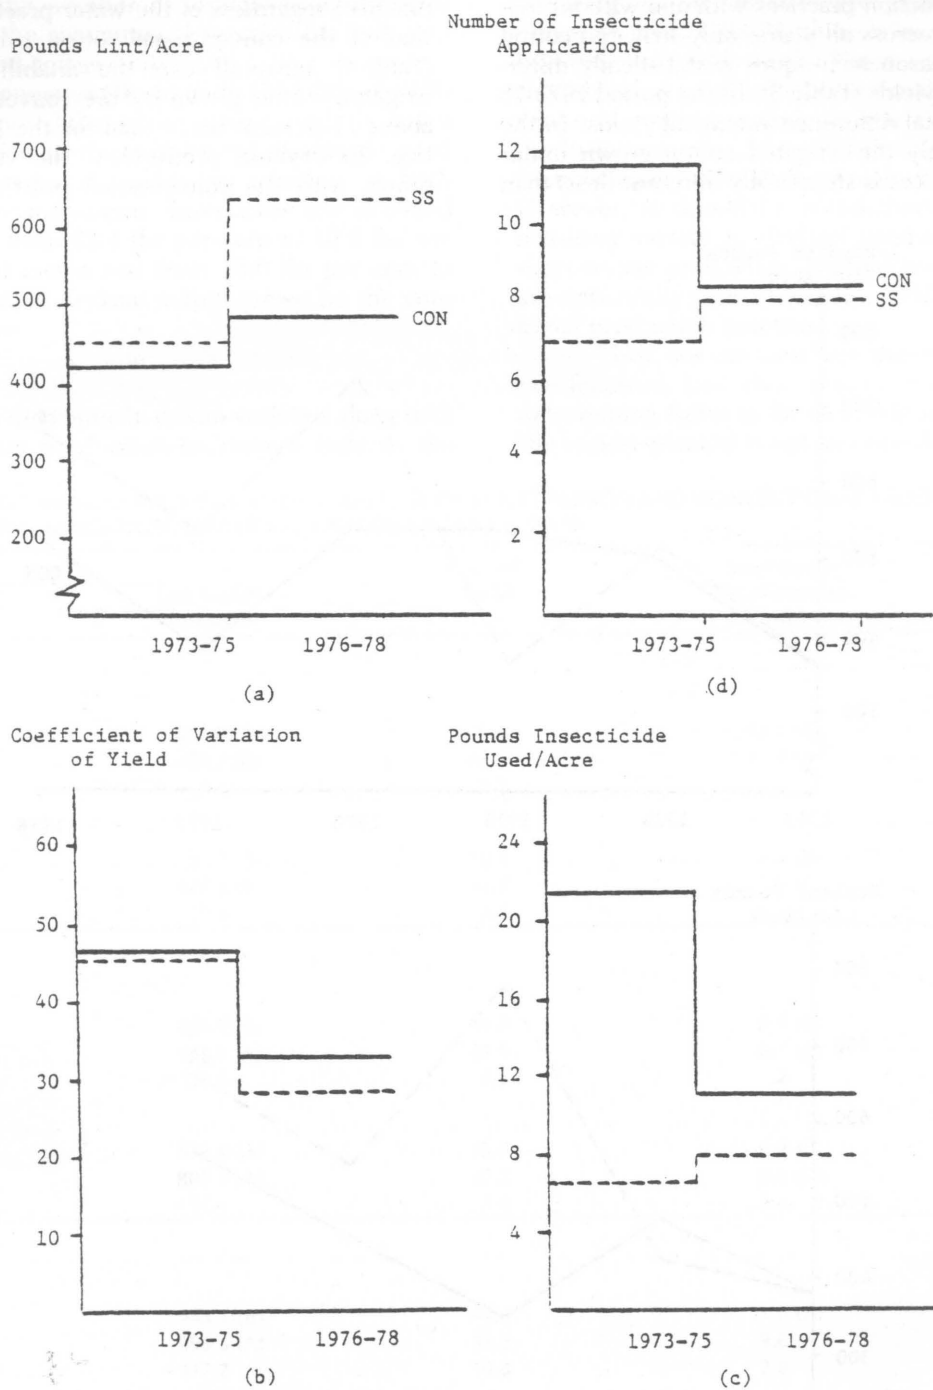 Pounds Lint/Acre
700
600
500
400
300
200
SS
CON
1973-75 1976-78
(a)
Number of Insecticide
Applications
12
10
8
6
4
2
CON
SS
1973-75 1976-78
(d)
Coefficient of Variation
of Yield
60
50
40
30
20
10
1973-75 1976-78
(b)
Pounds Insecticide
Used/Acre
24
20
16
12
8
4
1973-75 1976-78
(c)